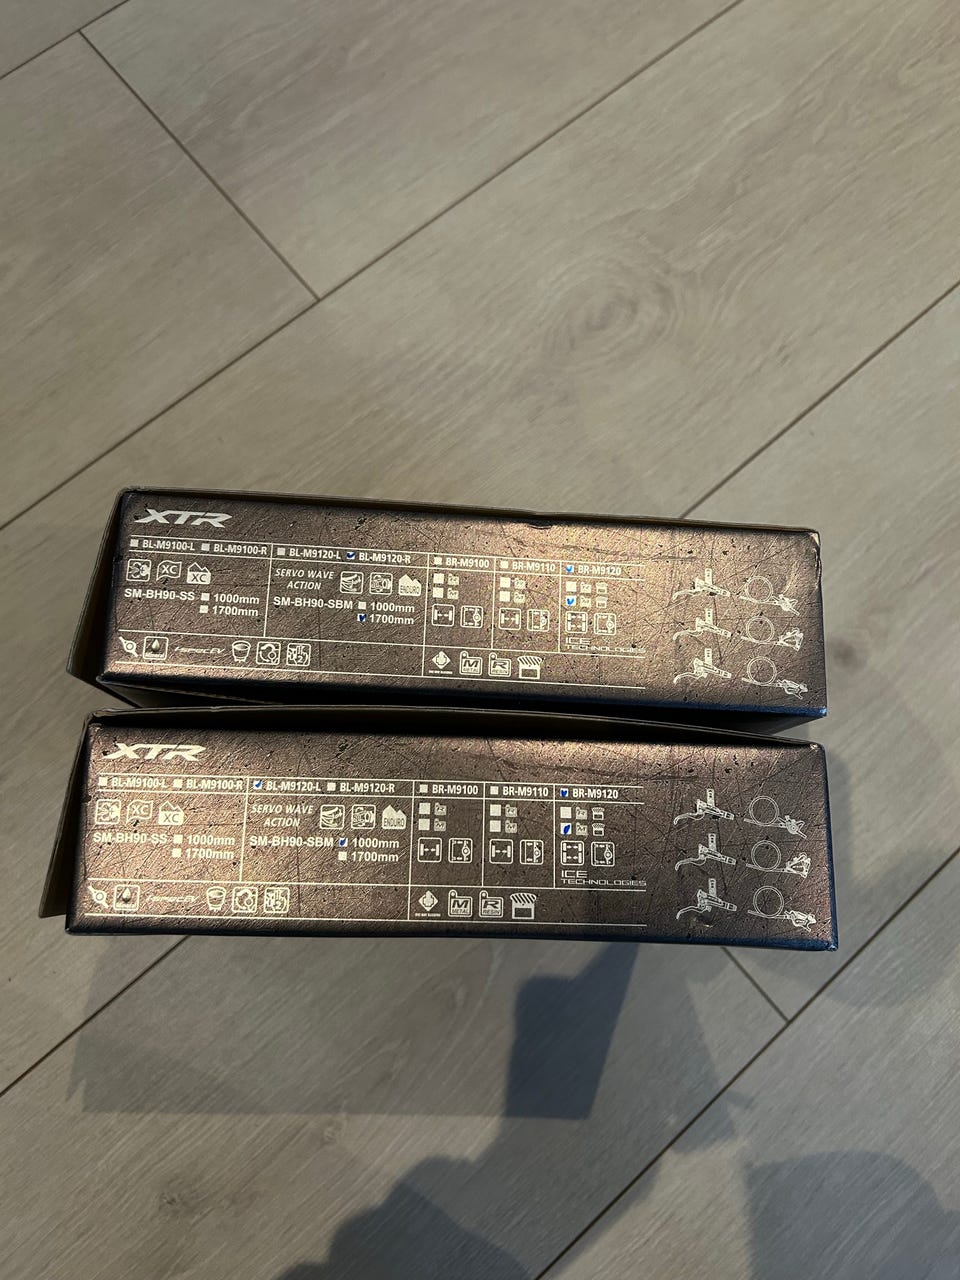 XTR
BL-M9100-L BL-M9100-R BL-M9120-L BL-M9120-R BR-M9100 BR-M9110 BR-M9120
XC
XC
SERVO WAVE
ACTION
ENDURO
SM-BH90-SS 1000mm
1700mm
SM-BH90-SBM 1000mm
1700mm
ICE
TECHNOLOGIES
XTR
BL-M9100-L BL-M9100-R BL-M9120-L BL-M9120-R BR-M9100 BR-M9110 BR-M9120
XC
XC
SERVO WAVE
ACTION
ENDURO
SM-BH90-SS 1000mm
1700mm
SM-BH90-SBM 1000mm
1700mm
ICE
TECHNOLOGIES
M
METAL
R
RESIN